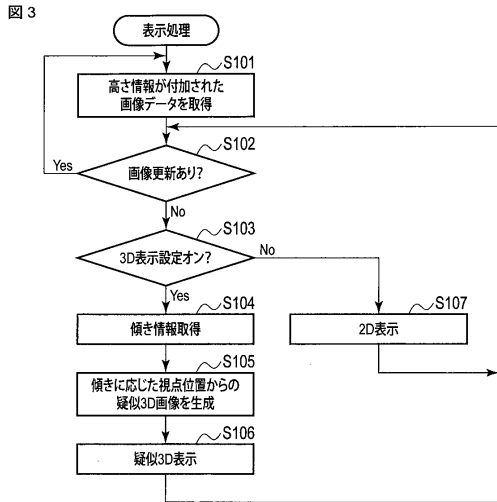 図3
表示処理
S101
高さ情報が付加された
画像データを取得
S102
画像更新あり?
Yes
No
S103
3D表示設定オン?
No
Yes
S104
傾き情報取得
S107
2D表示
S105
傾きに応じた視点位置からの
疑似3D画像を生成
S106
疑似3D表示